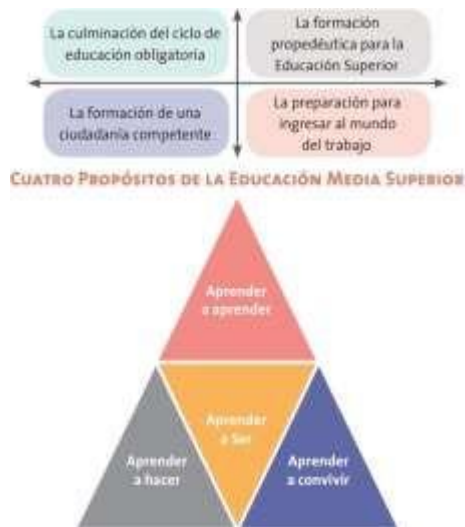 La culminación del ciclo de
educación obligatoria
La formación
propedéutica para la
Educación Superior
La formación de una
ciudadanía competente
La preparación para
ingresar al mundo
del trabajo
CUATRO PROPÓSITOS DE LA EDUCACIÓN MEDIA SUPERIOR
Aprender
a aprender
Aprender
a Ser
Aprender
a hacer
Aprender
a convivir